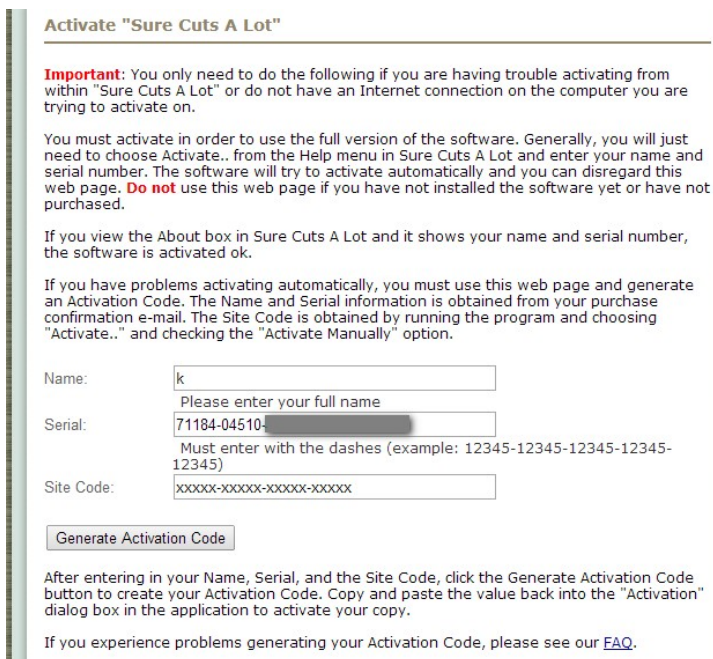 Activate "Sure Cuts A Lot"
Important: You only need to do the following if you are having trouble activating from
within "Sure Cuts A Lot" or do not have an Internet connection on the computer you are
trying to activate on.
You must activate in order to use the full version of the software. Generally, you will just
need to choose Activate.. from the Help menu in Sure Cuts A Lot and enter your name and
serial number. The software will try to activate automatically and you can disregard this
web page. Do not use this web page if you have not installed the software yet or have not
purchased.
If you view the About box in Sure Cuts A Lot and it shows your name and serial number,
the software is activated ok.
If you have problems activating automatically, you must use this web page and generate
an Activation Code. The Name and Serial information is obtained from your purchase
confirmation e-mail. The Site Code is obtained by running the program and choosing
"Activate.." and checking the "Activate Manually" option.
Name: k
Please enter your full name
Serial: 71184-04510-
Must enter with the dashes (example: 12345-12345-12345-12345-
12345)
Site Code: xxxxx-xxxxx-xxxxx-xxxxx
Generate Activation Code
After entering in your Name, Serial, and the Site Code, click the Generate Activation Code
button to create your Activation Code. Copy and paste the value back into the "Activation"
dialog box in the application to activate your copy.
If you experience problems generating your Activation Code, please see our FAQ.